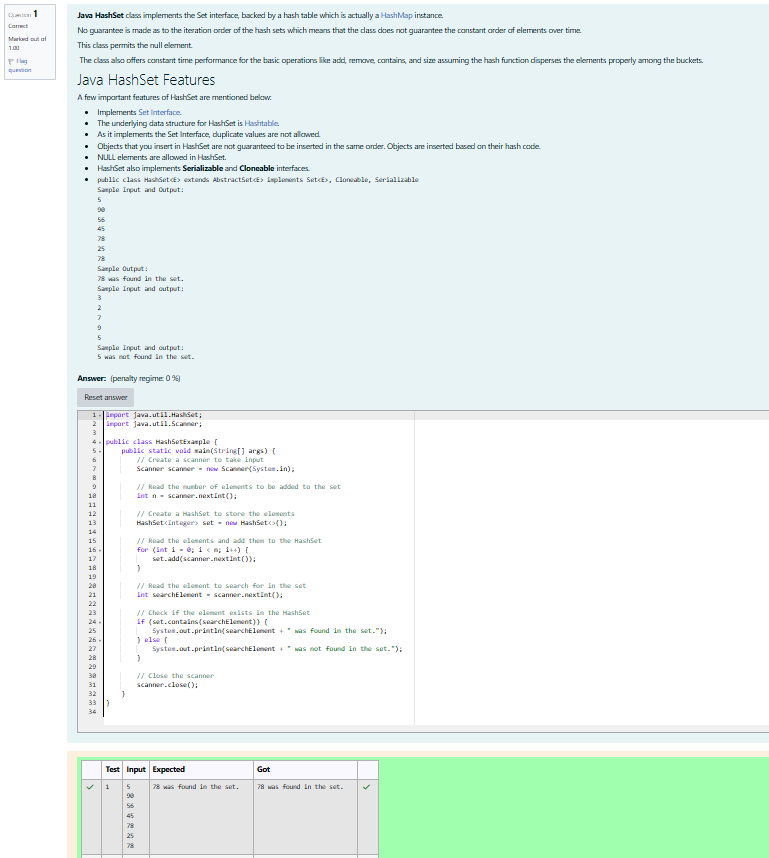 Question 1
Correct
Marked out of
1.00
Flag
question
Java HashSet class implements the Set interface, backed by a hash table which is actually a HashMap instance.
No guarantee is made as to the iteration order of the hash sets which means that the class does not guarantee the constant order of elements over time.
This class permits the null element.
The class also offers constant time performance for the basic operations like add, remove, contains, and size assuming the hash function disperses the elements properly among the buckets.
Java HashSet Features
A few important features of HashSet are mentioned below:
• Implements Set Interface.
• The underlying data structure for HashSet is Hashtable.
• As it implements the Set Interface, duplicate values are not allowed.
• Objects that you insert in HashSet are not guaranteed to be inserted in the same order. Objects are inserted based on their hash code.
• NULL elements are allowed in HashSet.
• HashSet also implements Serializable and Cloneable interfaces.
• public class HashSet<E> extends AbstractSet<E> implements Set<E>, Cloneable, Serializable
Sample Input and Output:
5
90
56
45
78
25
78
Sample Output:
78 was found in the set.
Sample Input and output:
3
2
7
9
5
Sample Input and output:
5 was not found in the set.
Answer: (penalty regime: 0 %)
Reset answer
1 import java.util.HashSet;
2 import java.util.Scanner;
3
4 public class HashSetExample {
5 public static void main(String[] args) {
6 // Create a scanner to take input
7 Scanner scanner = new Scanner(System.in);
8
9 // Read the number of elements to be added to the set
10 int n = scanner.nextInt();
11
12 // Create a HashSet to store the elements
13 HashSet<Integer> set = new HashSet<>();
14
15 // Read the elements and add them to the HashSet
16 for (int i = 0; i < n; i++) {
17 set.add(scanner.nextInt());
18 }
19
20 // Read the element to search for in the set
21 int searchElement = scanner.nextInt();
22
23 // Check if the element exists in the HashSet
24 if (set.contains(searchElement)) {
25 System.out.println(searchElement + " was found in the set.");
26 } else {
27 System.out.println(searchElement + " was not found in the set.");
28 }
29
30 // Close the scanner
31 scanner.close();
32 }
33 }
34
Test Input Expected Got
1 5 78 was found in the set. 78 was found in the set.
90
56
45
78
25
78